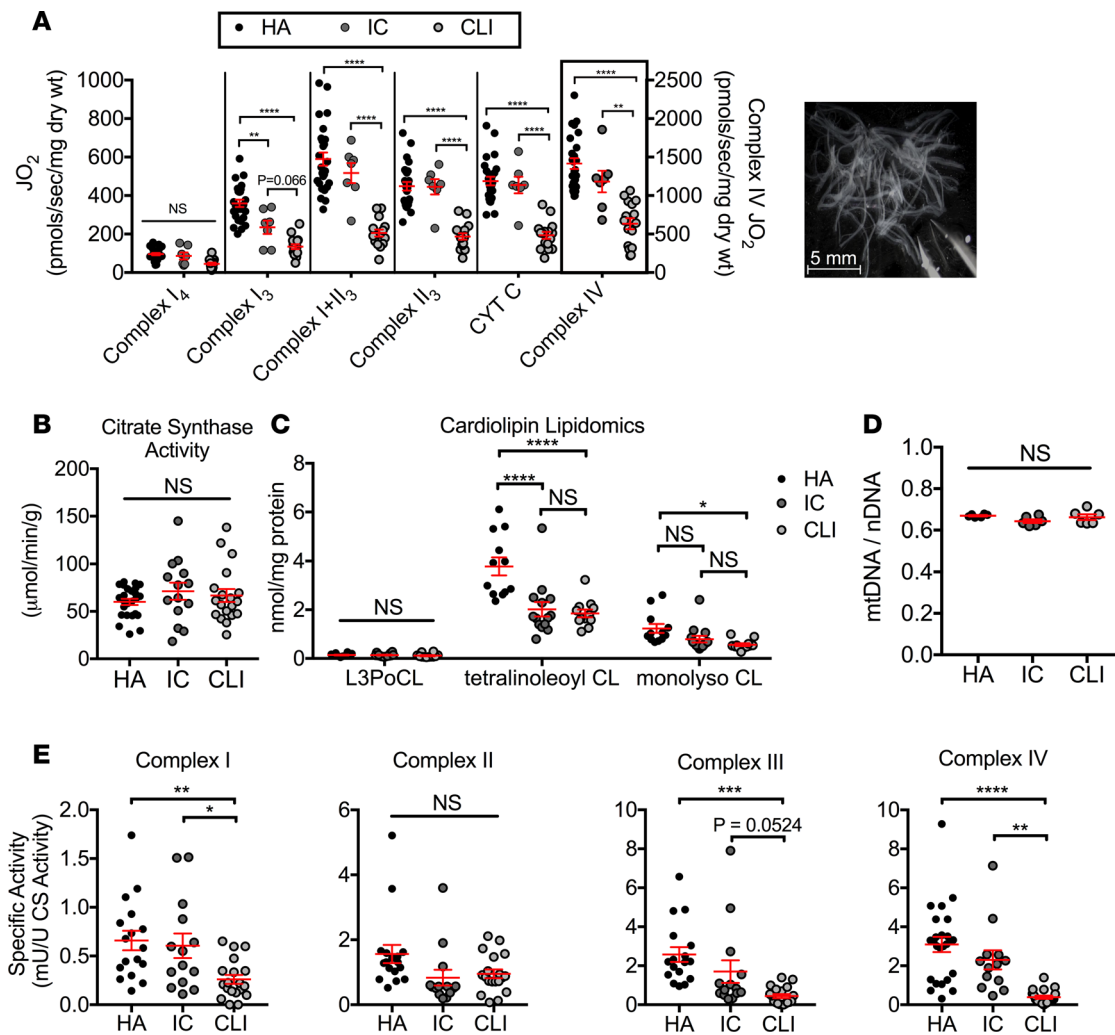 A
HA IC CLI
1000
800
600
400
200
0
JO2
(pmols/sec/mg dry wt)
NS
**
****
P=0.066
****
****
****
****
****
****
****
**
2500
2000
1500
1000
500
0
Complex IV JO2
(pmols/sec/mg dry wt)
Complex I4
Complex I3
Complex I+II3
Complex II3
CYT C
Complex IV
5 mm
B
Citrate Synthase
Activity
(μmol/min/g)
200
150
100
50
0
NS
HA IC CLI
C
Cardiolipin Lipidomics
nmol/mg protein
8
6
4
2
0
NS
****
****
NS
*
NS
NS
HA
IC
CLI
L3PoCL tetralinoleoyl CL monolyso CL
D
mtDNA / nDNA
1.0
0.8
0.6
0.4
0.2
0.0
NS
HA IC CLI
E
Specific Activity
(mU/U CS Activity)
Complex I
2.0
1.5
1.0
0.5
0.0
**
*
HA IC CLI
Complex II
6
4
2
0
NS
HA IC CLI
Complex III
10
8
6
4
2
0
***
P = 0.0524
HA IC CLI
Complex IV
10
8
6
4
2
0
****
**
HA IC CLI